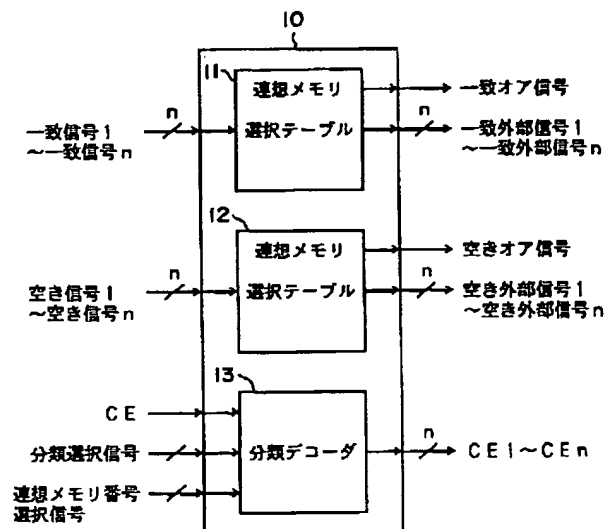 10
11
連想メモリ
選択テーブル
一致信号1
～一致信号n
n
一致オア信号
n
一致外部信号1
～一致外部信号n
12
連想メモリ
選択テーブル
空き信号1
～空き信号n
n
空きオア信号
n
空き外部信号1
～空き外部信号n
13
分類デコーダ
CE
分類選択信号
連想メモリ番号
選択信号
n
CE1～CEn